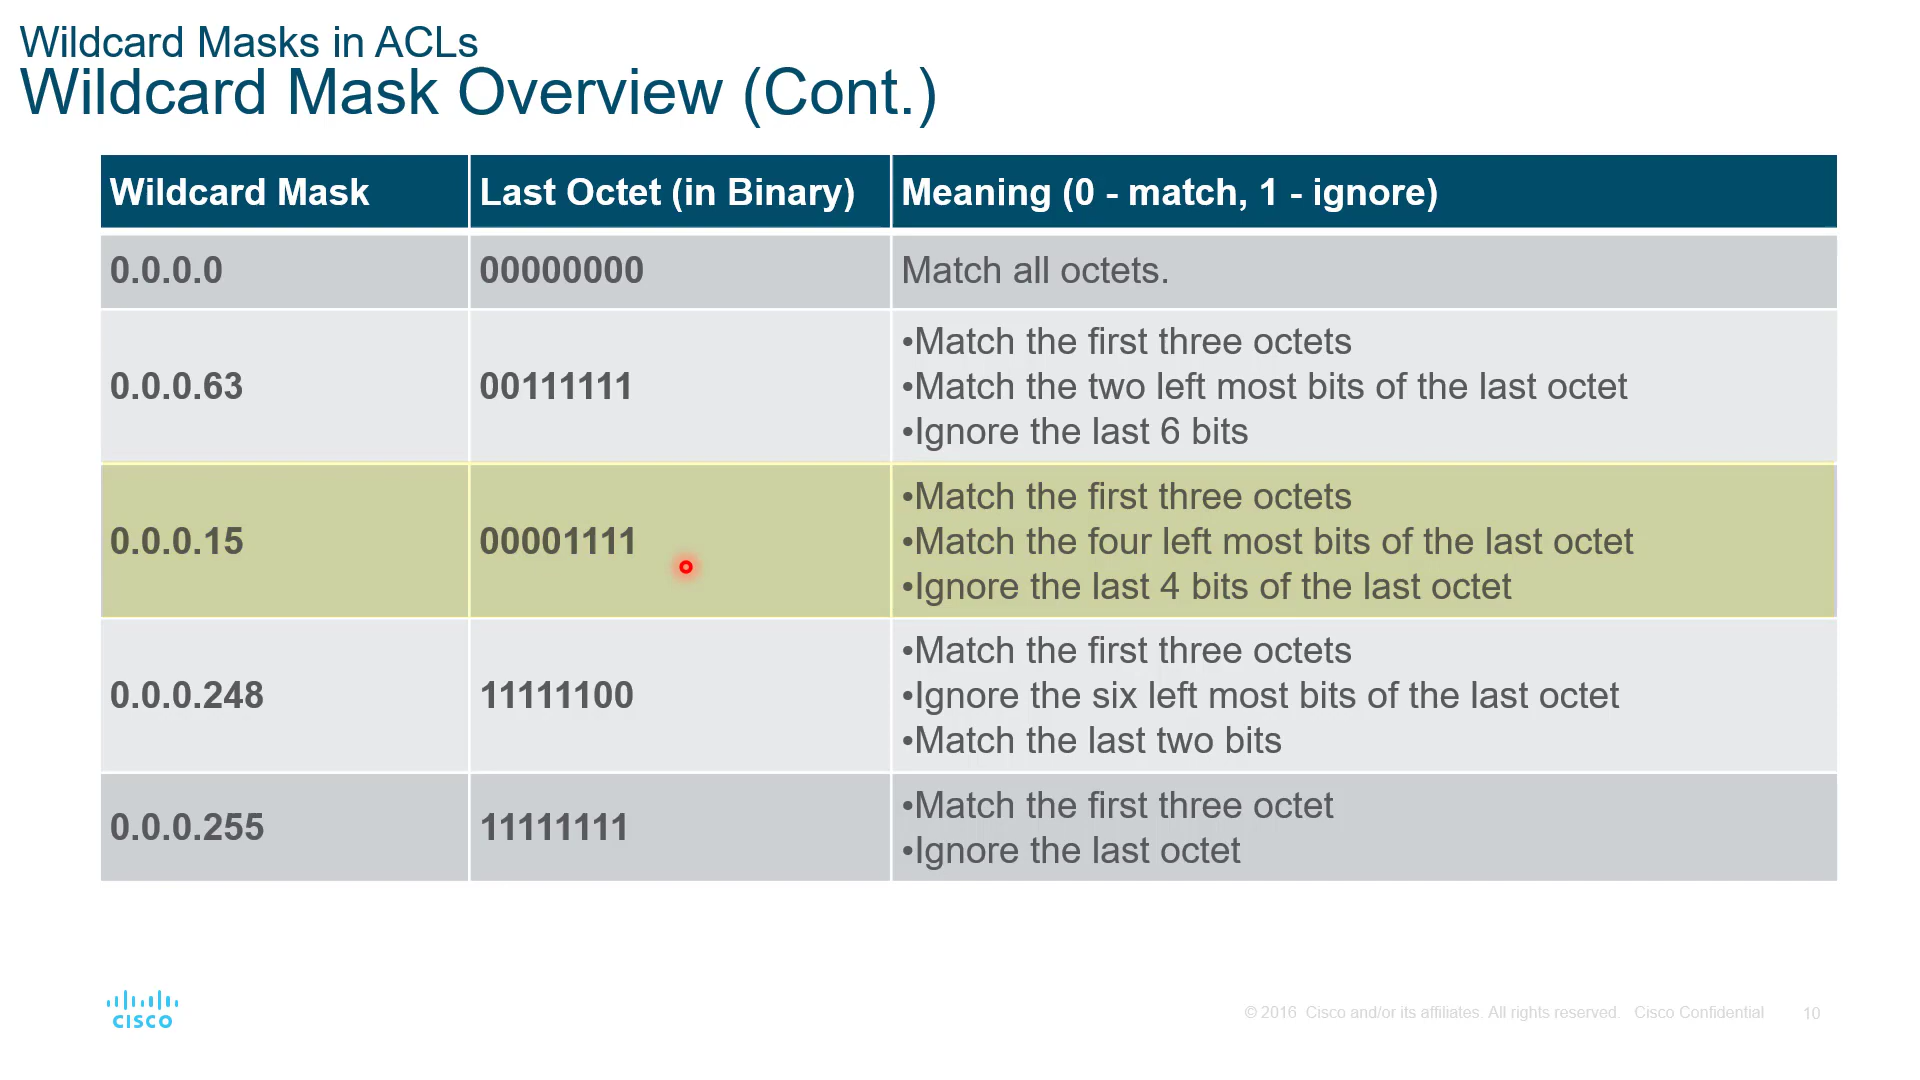 Wildcard Masks in ACLs
Wildcard Mask Overview (Cont.)
Wildcard Mask
Last Octet (in Binary)
Meaning (0 - match, 1 - ignore)
0.0.0.0
00000000
Match all octets.
0.0.0.63
00111111
•Match the first three octets
•Match the two left most bits of the last octet
•Ignore the last 6 bits
0.0.0.15
00001111
•Match the first three octets
•Match the four left most bits of the last octet
•Ignore the last 4 bits of the last octet
0.0.0.248
11111100
•Match the first three octets
•Ignore the six left most bits of the last octet
•Match the last two bits
0.0.0.255
11111111
•Match the first three octet
•Ignore the last octet
CISCO
© 2016 Cisco and/or its affiliates. All rights reserved. Cisco Confidential
10